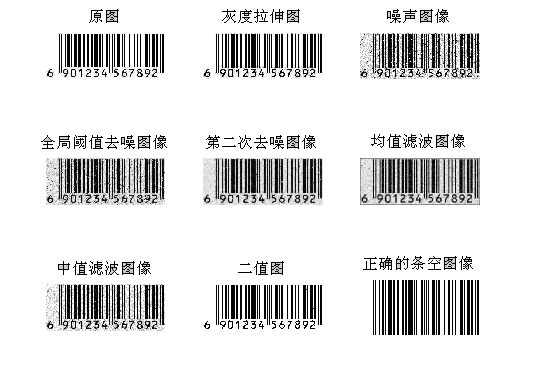 原图 灰度拉伸图 噪声图像
6 901234 567892 6 901234 567892 6 901234 567892
全局阈值去噪图像 第二次去噪图像 均值滤波图像
6 901234 567892 6 901234 567892 6 901234 567892
中值滤波图像 二值图 正确的条空图像
6 901234 567892 6 901234 567892